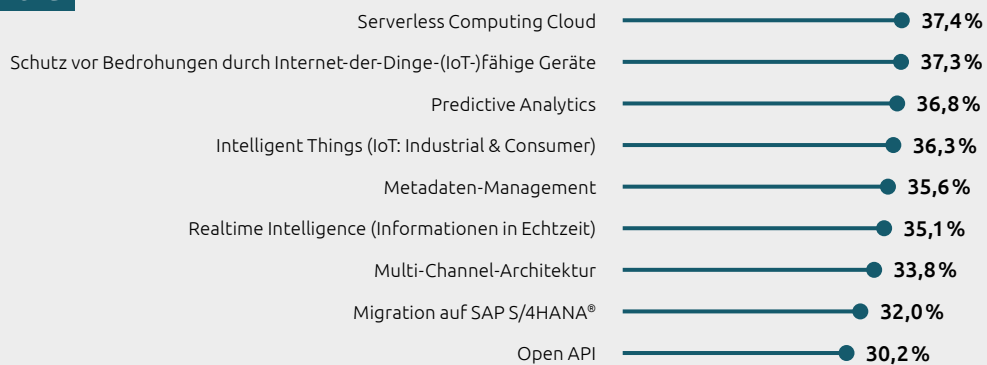 Serverless Computing Cloud 37,4 %
Schutz vor Bedrohungen durch Internet-der-Dinge-(IoT-)fähige Geräte 37,3 %
Predictive Analytics 36,8 %
Intelligent Things (IoT: Industrial & Consumer) 36,3 %
Metadaten-Management 35,6 %
Realtime Intelligence (Informationen in Echtzeit) 35,1 %
Multi-Channel-Architektur 33,8 %
Migration auf SAP S/4HANA® 32,0 %
Open API 30,2 %